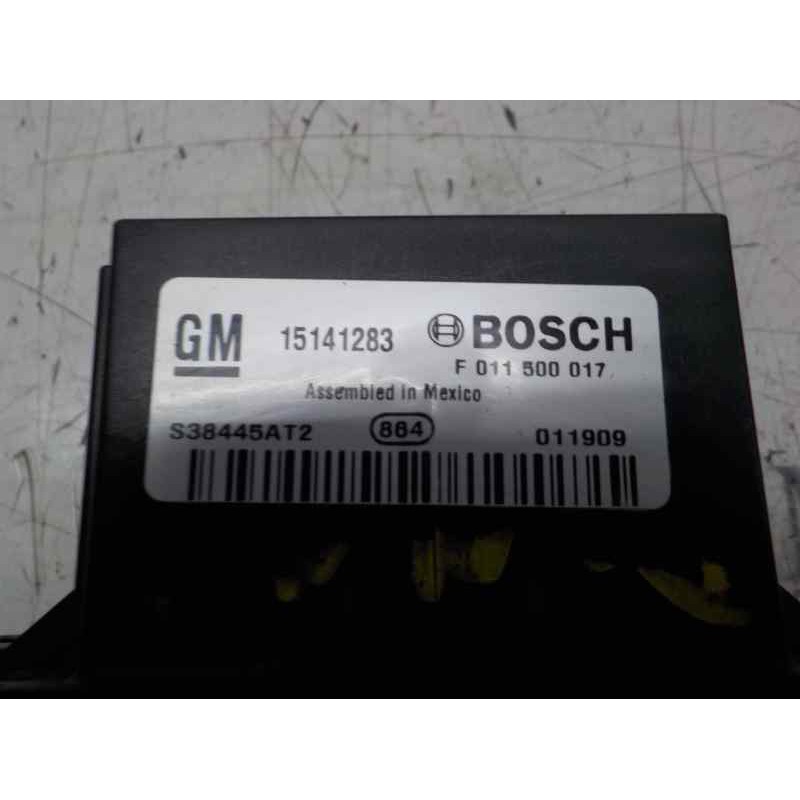 GM 15141283 BOSCH
F 011 500 017
Assembled in Mexico
S38445AT2 864 011909